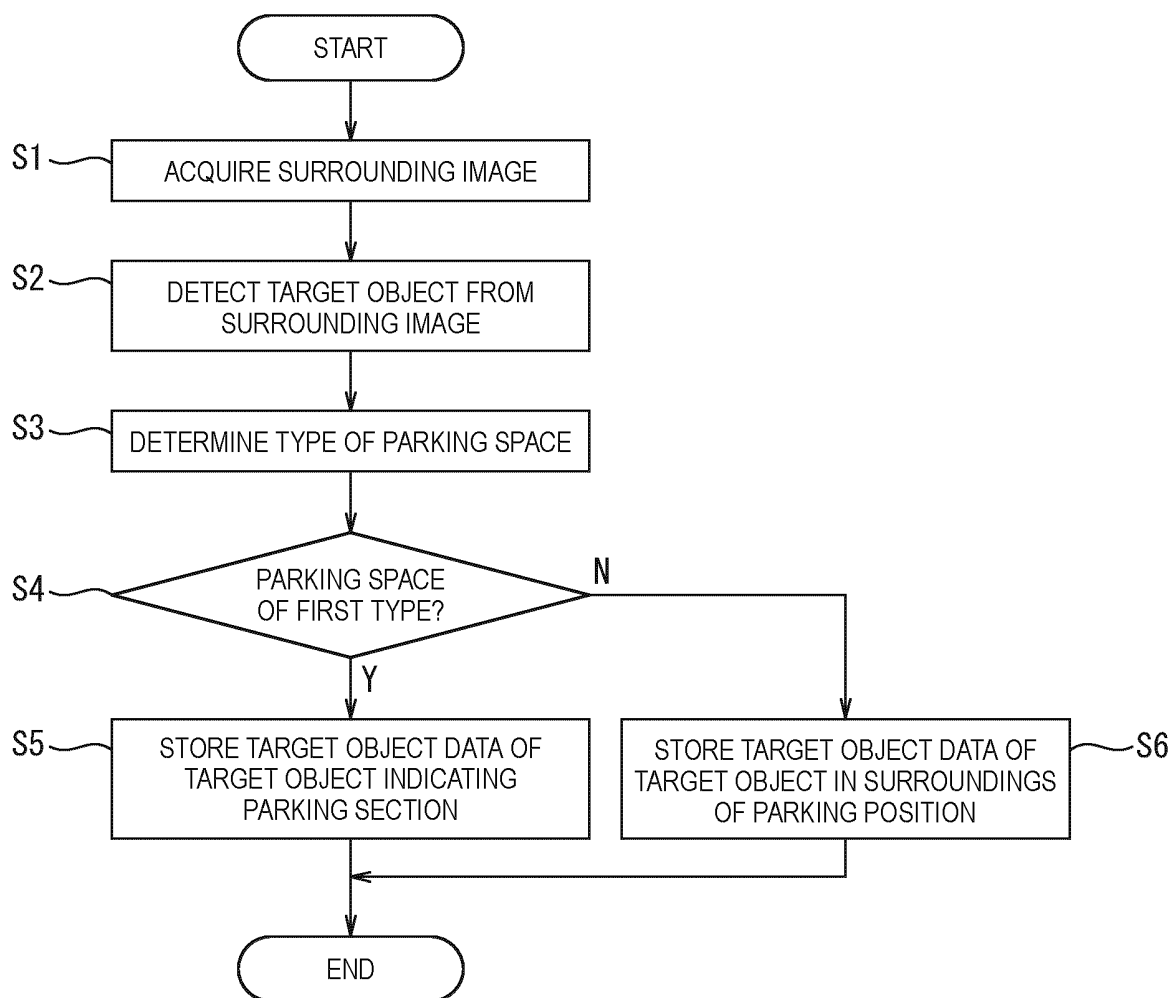 START
S1
ACQUIRE SURROUNDING IMAGE
S2
DETECT TARGET OBJECT FROM
SURROUNDING IMAGE
S3
DETERMINE TYPE OF PARKING SPACE
S4
PARKING SPACE
OF FIRST TYPE?
N
Y
S5
STORE TARGET OBJECT DATA OF
TARGET OBJECT INDICATING
PARKING SECTION
STORE TARGET OBJECT DATA OF
TARGET OBJECT IN SURROUNDINGS
OF PARKING POSITION
S6
END